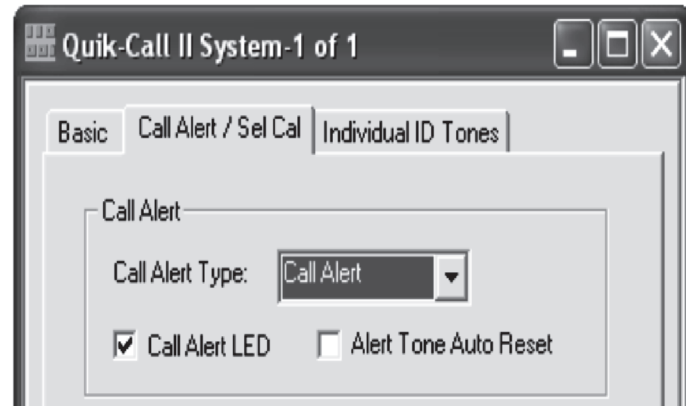 Quik-Call II System-1 of 1
Basic Call Alert / Sel Cal Individual ID Tones
Call Alert
Call Alert Type: Call Alert
Call Alert LED Alert Tone Auto Reset